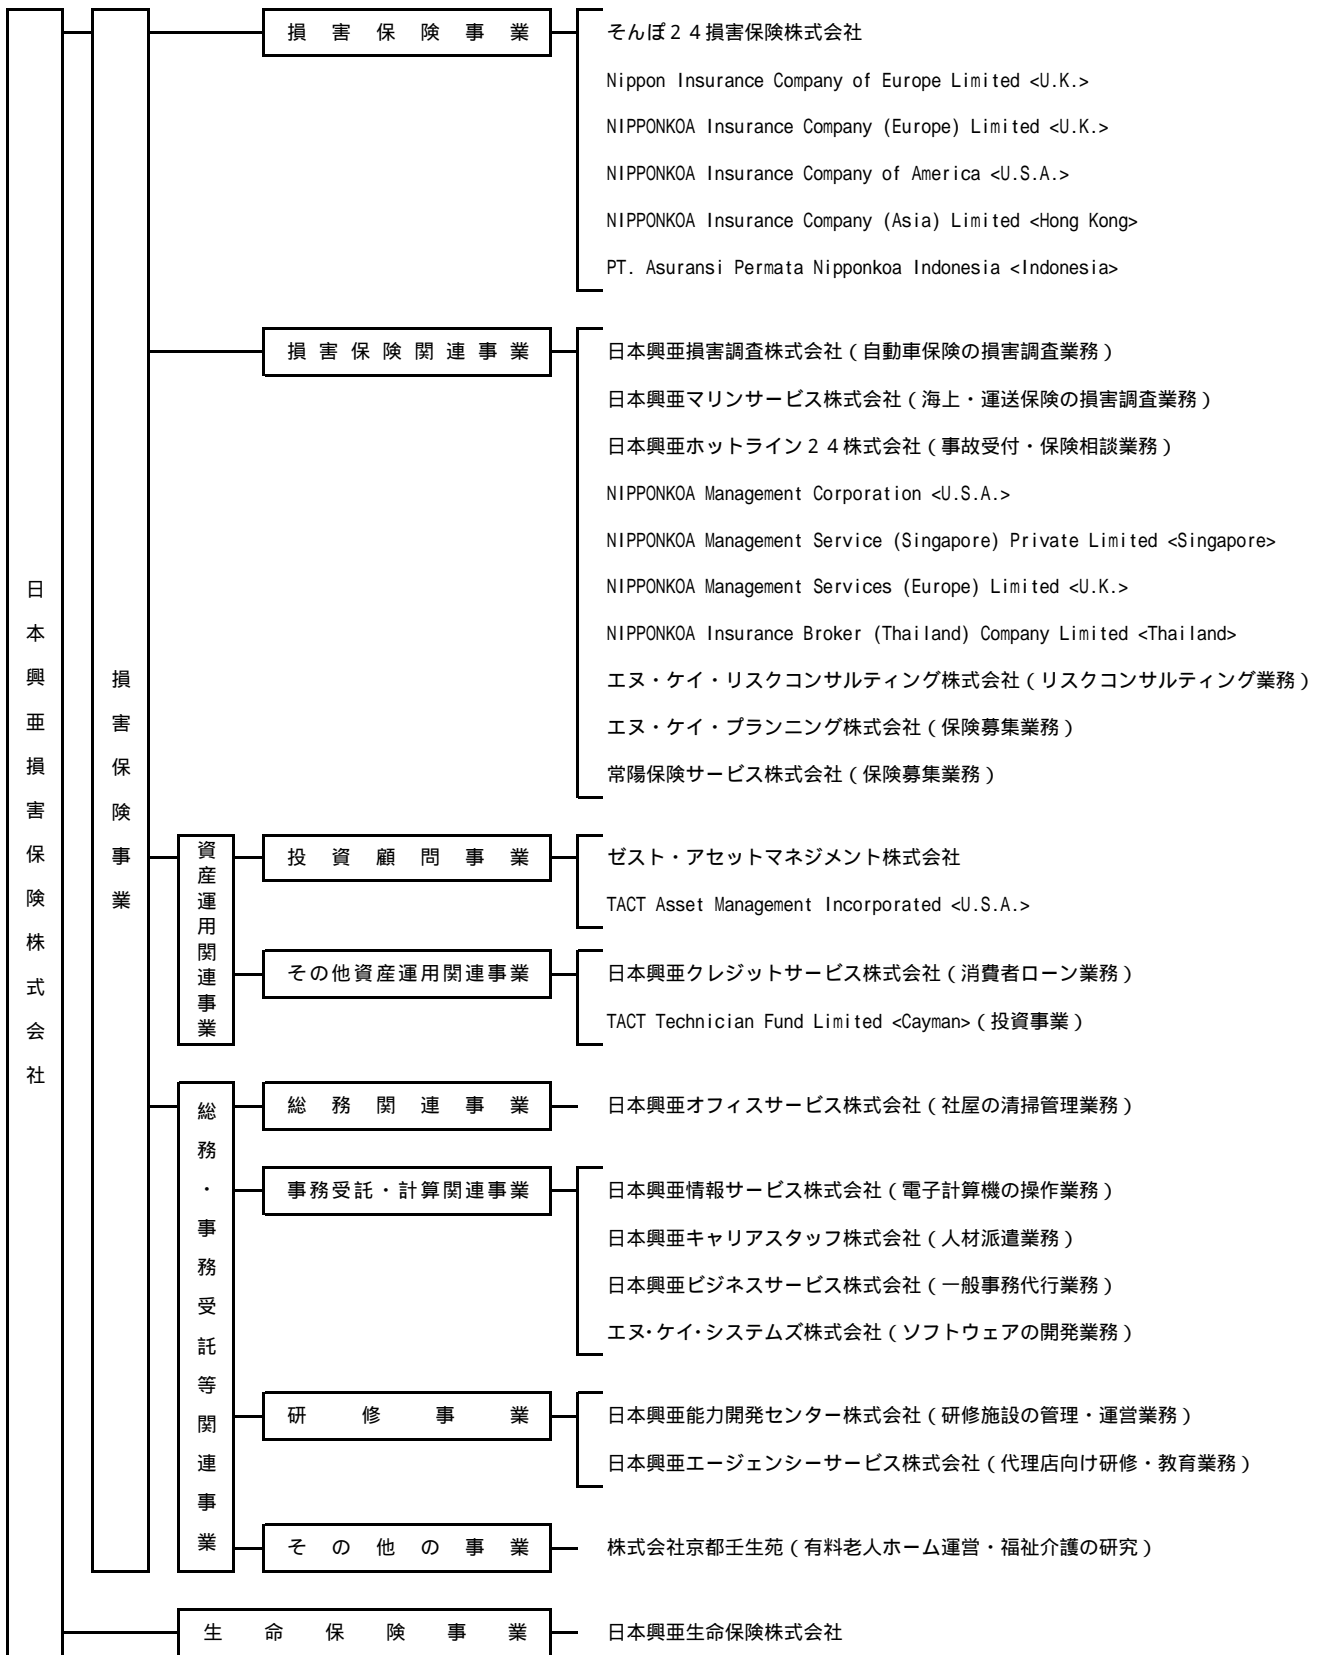 日本興亜損害保険株式会社
損害保険事業
損害保険事業
そんぽ24損害保険株式会社
Nippon Insurance Company of Europe Limited <U.K.>
NIPPONKOA Insurance Company (Europe) Limited <U.K.>
NIPPONKOA Insurance Company of America <U.S.A.>
NIPPONKOA Insurance Company (Asia) Limited <Hong Kong>
PT. Asuransi Permata Nipponkoa Indonesia <Indonesia>
損害保険関連事業
日本興亜損害調査株式会社(自動車保険の損害調査業務)
日本興亜マリンサービス株式会社(海上・運送保険の損害調査業務)
日本興亜ホットライン24株式会社(事故受付・保険相談業務)
NIPPONKOA Management Corporation <U.S.A.>
NIPPONKOA Management Service (Singapore) Private Limited <Singapore>
NIPPONKOA Management Services (Europe) Limited <U.K.>
NIPPONKOA Insurance Broker (Thailand) Company Limited <Thailand>
エヌ・ケイ・リスクコンサルティング株式会社(リスクコンサルティング業務)
エヌ・ケイ・プランニング株式会社(保険募集業務)
常陽保険サービス株式会社(保険募集業務)
資産運用関連事業
投資顧問事業
ゼスト・アセットマネジメント株式会社
TACT Asset Management Incorporated <U.S.A.>
その他資産運用関連事業
日本興亜クレジットサービス株式会社(消費者ローン業務)
TACT Technician Fund Limited <Cayman>(投資事業)
総務・事務受託等関連事業
総務関連事業
日本興亜オフィスサービス株式会社(社屋の清掃管理業務)
事務受託・計算関連事業
日本興亜情報サービス株式会社(電子計算機の操作業務)
日本興亜キャリアスタッフ株式会社(人材派遣業務)
日本興亜ビジネスサービス株式会社(一般事務代行業務)
エヌ・ケイ・システムズ株式会社(ソフトウェアの開発業務)
研修事業
日本興亜能力開発センター株式会社(研修施設の管理・運営業務)
日本興亜エージェンシーサービス株式会社(代理店向け研修・教育業務)
その他の事業
株式会社京都壬生苑(有料老人ホーム運営・福祉介護の研究)
生命保険事業
日本興亜生命保険株式会社